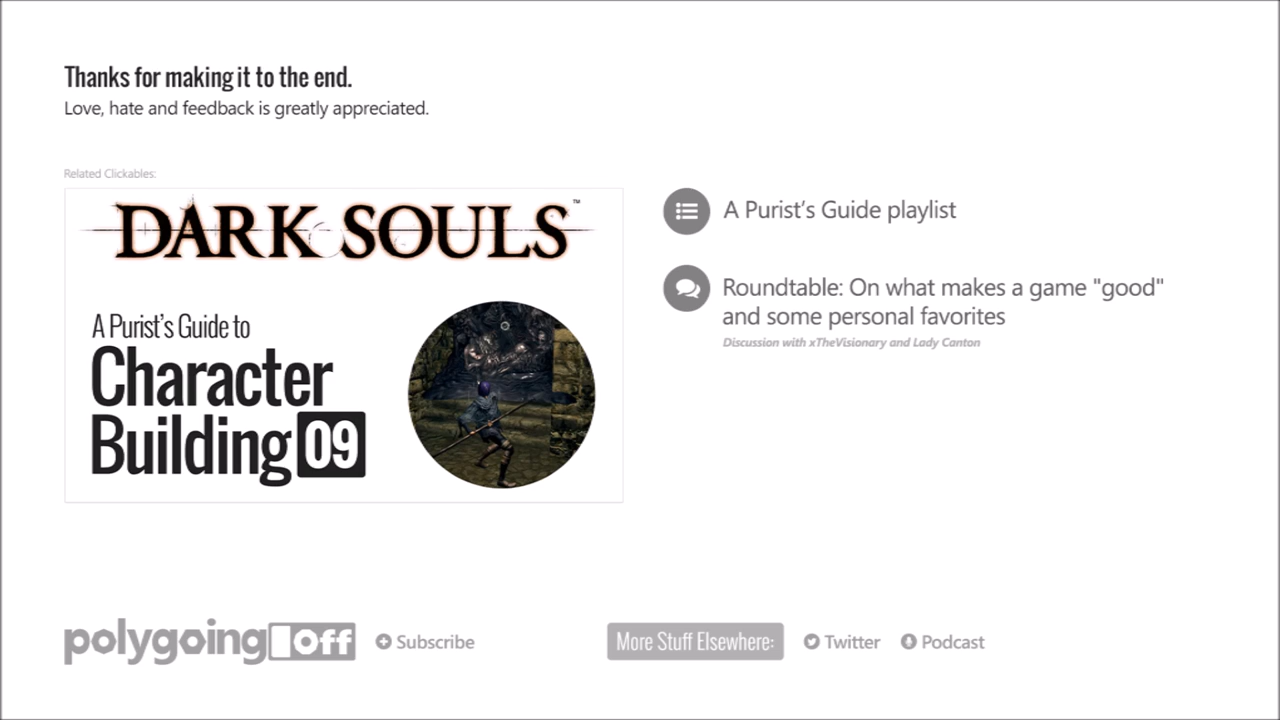 Thanks for making it to the end.
Love, hate and feedback is greatly appreciated.
Related Clickables:
DARK SOULS™
A Purist's Guide to
Character
Building 09
A Purist's Guide playlist
Roundtable: On what makes a game "good"
and some personal favorites
Discussion with xTheVisionary and Lady Canton
polygoing off
Subscribe
More Stuff Elsewhere:
Twitter
Podcast